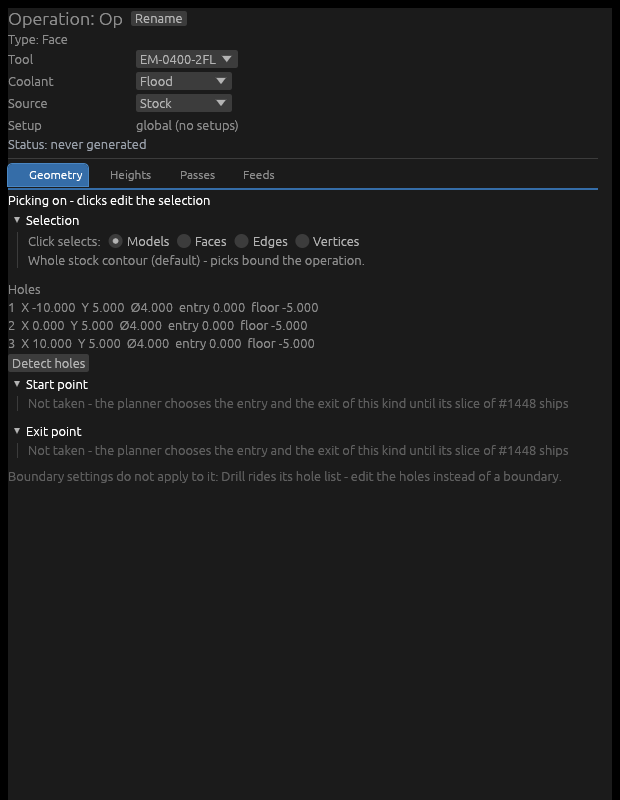 Operation: Op Rename
Type: Face
Tool EM-0400-2FL
Coolant Flood
Source Stock
Setup global (no setups)
Status: never generated
Geometry Heights Passes Feeds
Picking on - clicks edit the selection
Selection
Click selects: Models Faces Edges Vertices
Whole stock contour (default) - picks bound the operation.
Holes
1 X -10.000 Y 5.000 Ø4.000 entry 0.000 floor -5.000
2 X 0.000 Y 5.000 Ø4.000 entry 0.000 floor -5.000
3 X 10.000 Y 5.000 Ø4.000 entry 0.000 floor -5.000
Detect holes
Start point
Not taken - the planner chooses the entry and the exit of this kind until its slice of #1448 ships
Exit point
Not taken - the planner chooses the entry and the exit of this kind until its slice of #1448 ships
Boundary settings do not apply to it: Drill rides its hole list - edit the holes instead of a boundary.